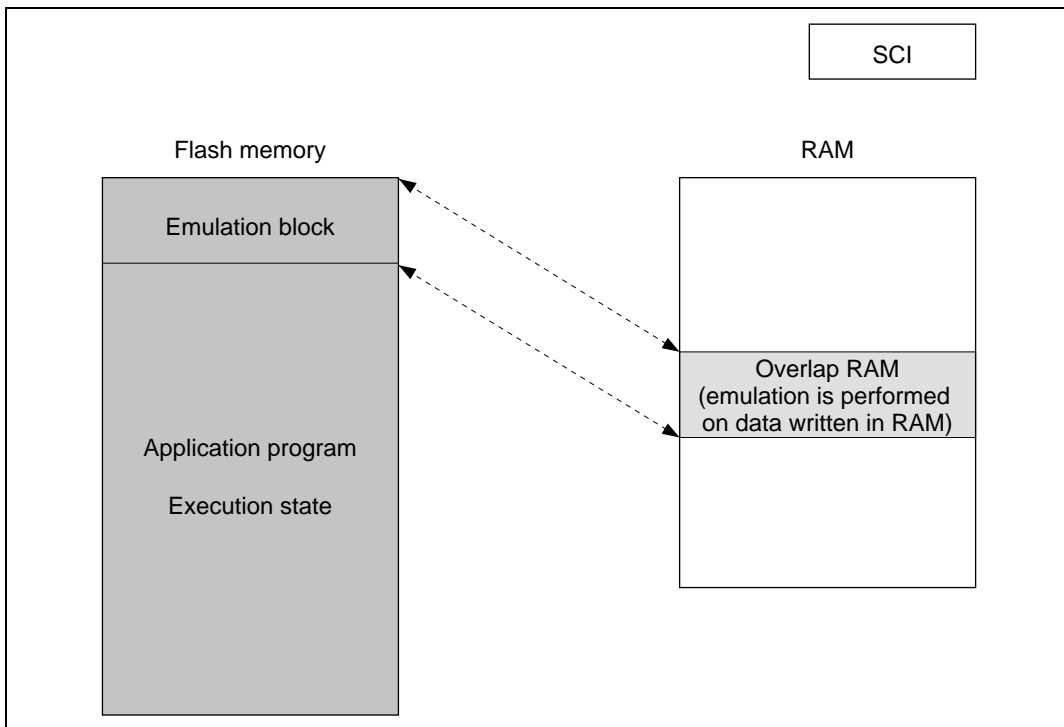 SCI
Flash memory
RAM
Emulation block
Overlap RAM
(emulation is performed
on data written in RAM)
Application program
Execution state